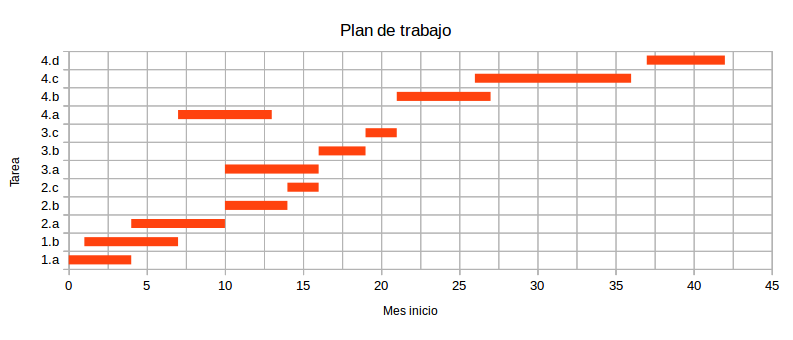 Plan de trabajo
4.d
4.c
4.b
4.a
3.c
3.b
3.a
2.c
2.b
2.a
1.b
1.a
Tarea
0 5 10 15 20 25 30 35 40 45
Mes inicio